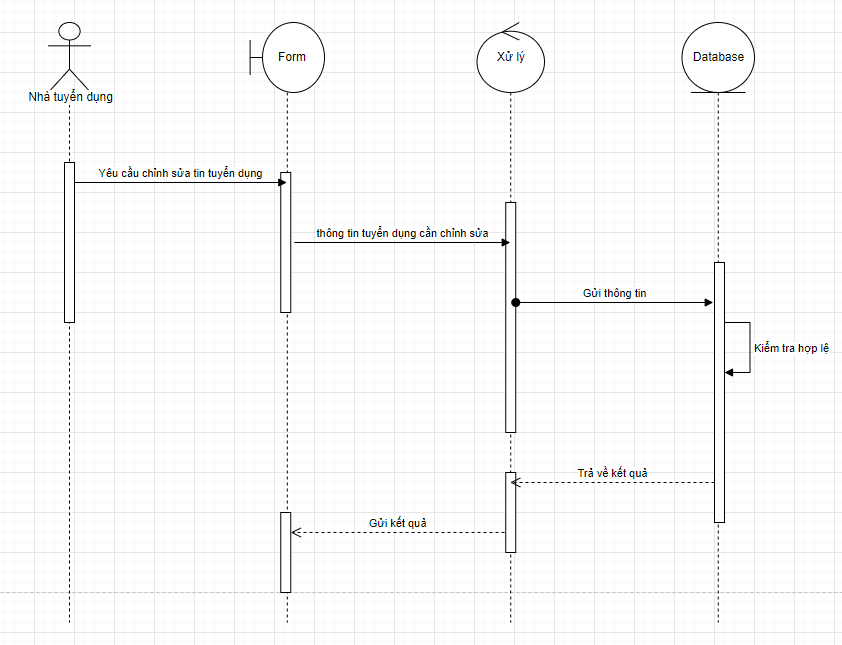 Form
Xử lý
Database
Nhà tuyển dụng
Yêu cầu chỉnh sửa tin tuyển dụng
thông tin tuyển dụng cần chỉnh sửa
Gửi thông tin
Kiểm tra hợp lệ
Trả về kết quả
Gửi kết quả